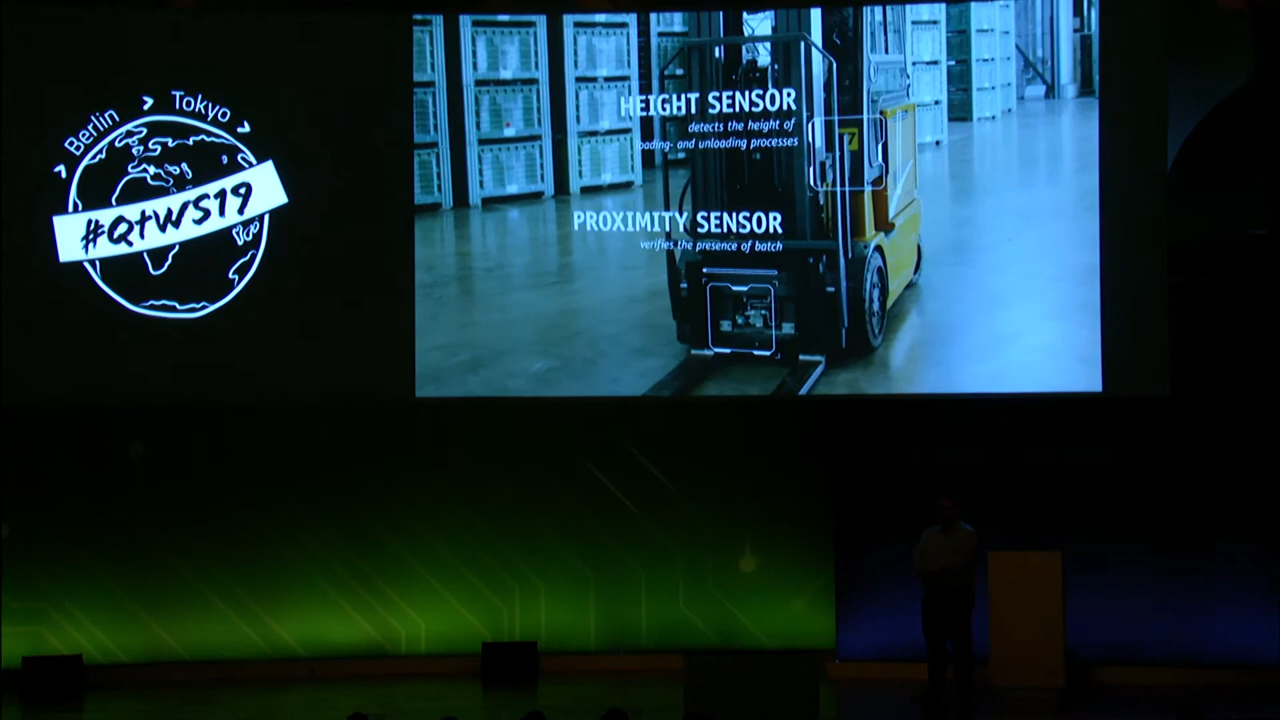 > Berlin > Tokyo >
#QtWS19
HEIGHT SENSOR
detects the height of
loading- and unloading processes
PROXIMITY SENSOR
verifies the presence of batch